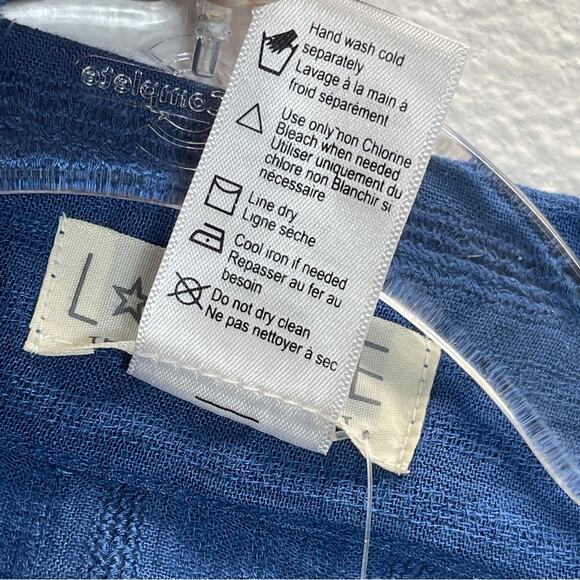 Hand wash cold
separately
Lavage à la main à
froid séparément
Use only non Chlorine
Bleach when needed
Utiliser uniquement du
chlore non Blanchir si
nécessaire
Line dry
Ligne sèche
Cool iron if needed
Repasser au fer au
besoin
Do not dry clean
Ne pas nettoyer à sec
L E